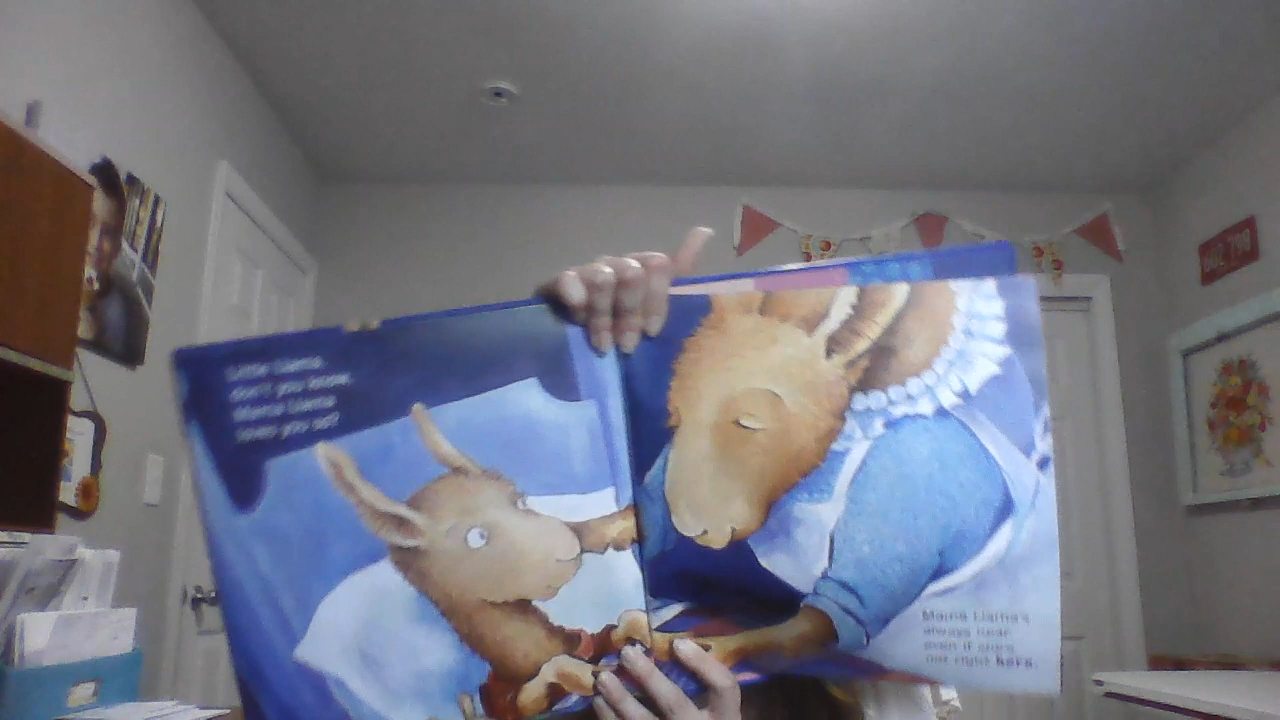 Little Llama,
don't you know,
Mama Llama
loves you so?
Mama Llama's
always near,
even if she's
not right here.